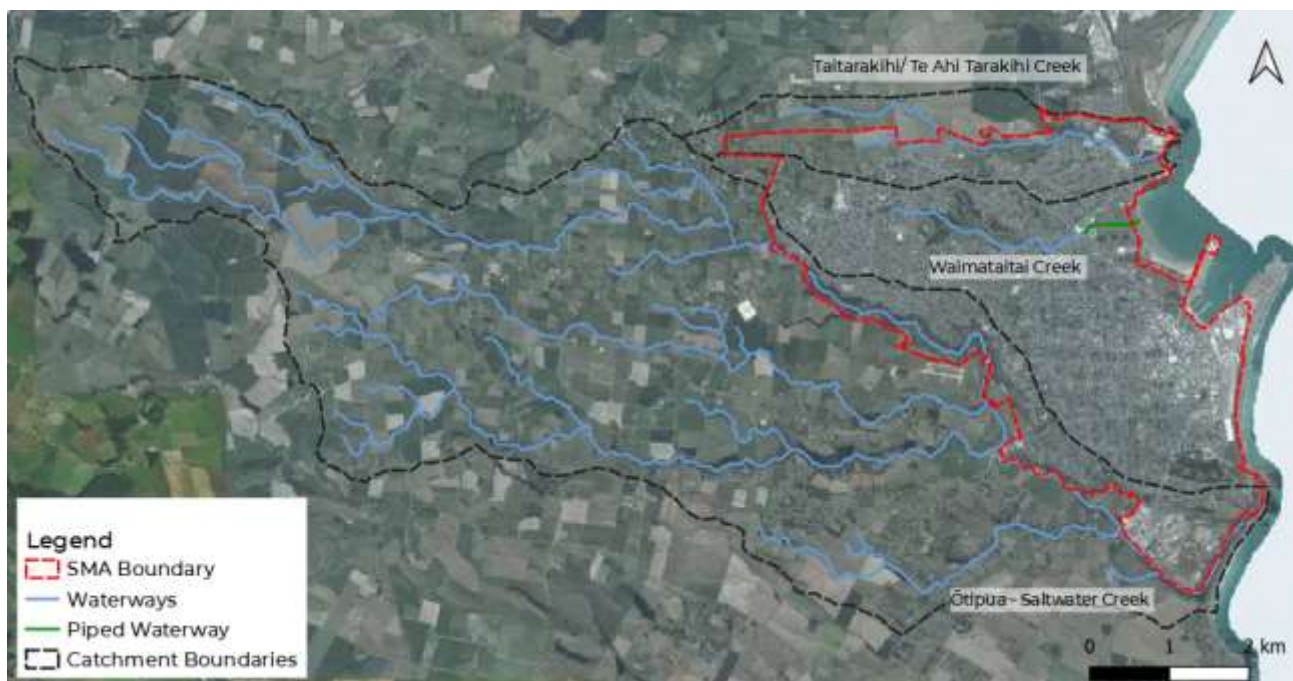 Taitarakihi/ Te Ahi Tarakihi Creek
Waimataitai Creek
Ōtipua - Saltwater Creek
Legend
SMA Boundary
Waterways
Piped Waterway
Catchment Boundaries
0 1 2 km